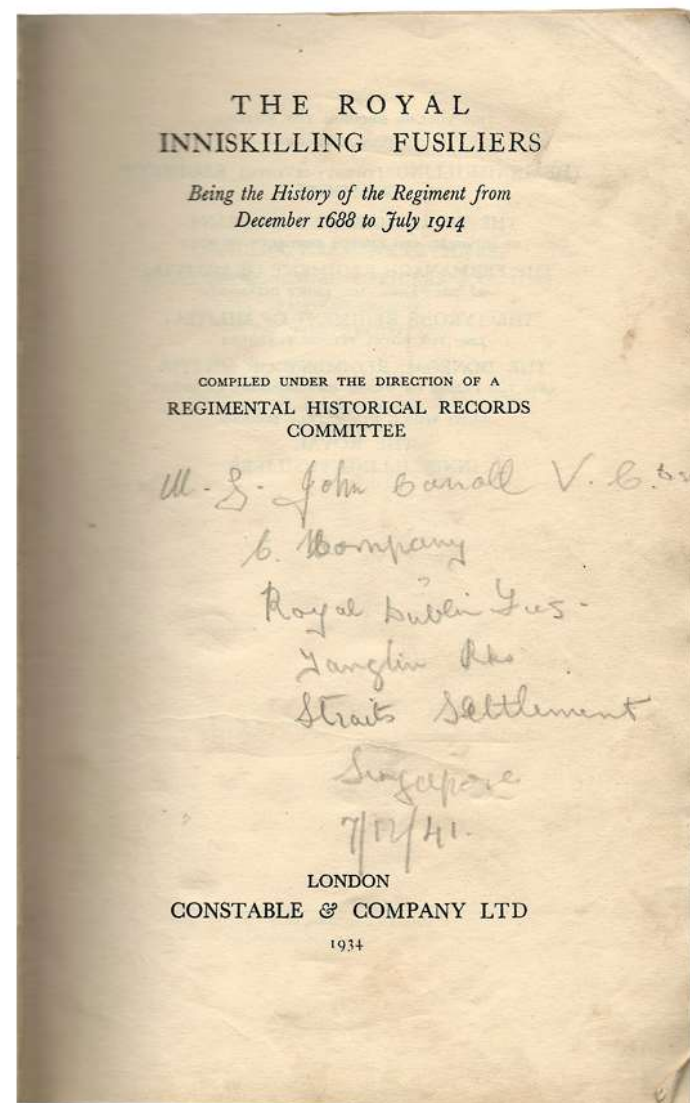 THE ROYAL
INNISKILLING FUSILIERS
Being the History of the Regiment from
December 1688 to July 1914
COMPILED UNDER THE DIRECTION OF A
REGIMENTAL HISTORICAL RECORDS
COMMITTEE
John Carroll V. C.
C. Company
Royal Dublin Fus-
Tanglin Bks
Straits Settlement
Singapore
7/12/41.
LONDON
CONSTABLE & COMPANY LTD
1934